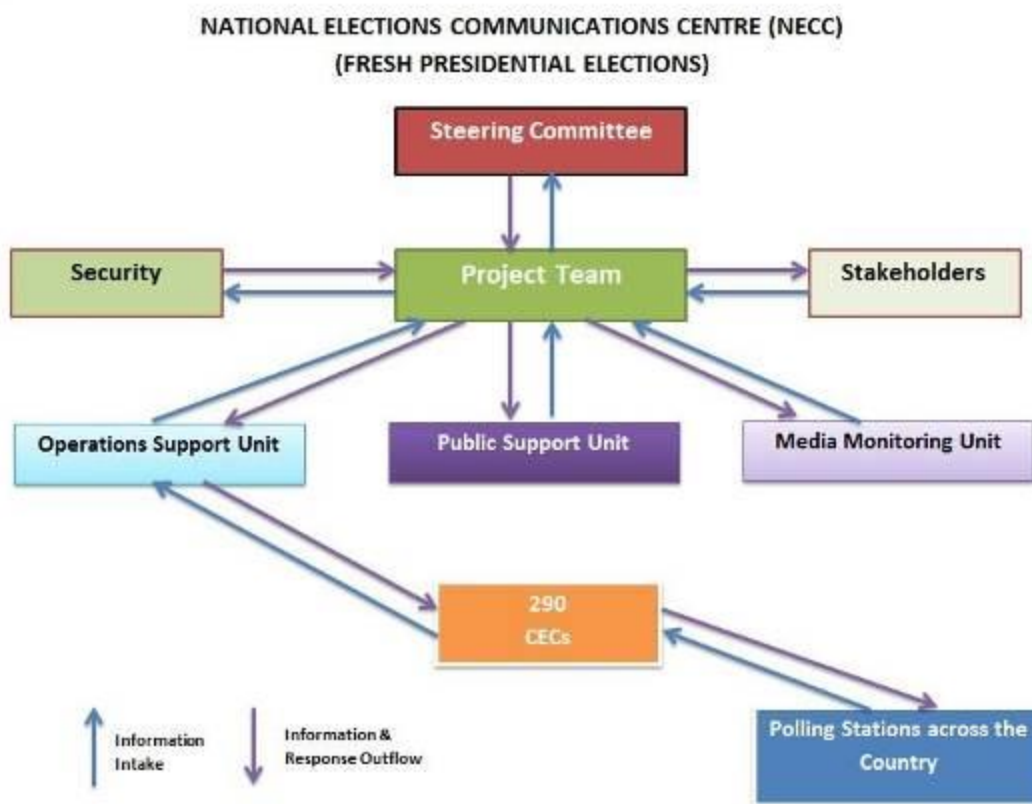 NATIONAL ELECTIONS COMMUNICATIONS CENTRE (NECC)
(FRESH PRESIDENTIAL ELECTIONS)
Steering Committee
Security
Project Team
Stakeholders
Operations Support Unit
Public Support Unit
Media Monitoring Unit
290
CECs
Information
Intake
Information &
Response Outflow
Polling Stations across the
Country